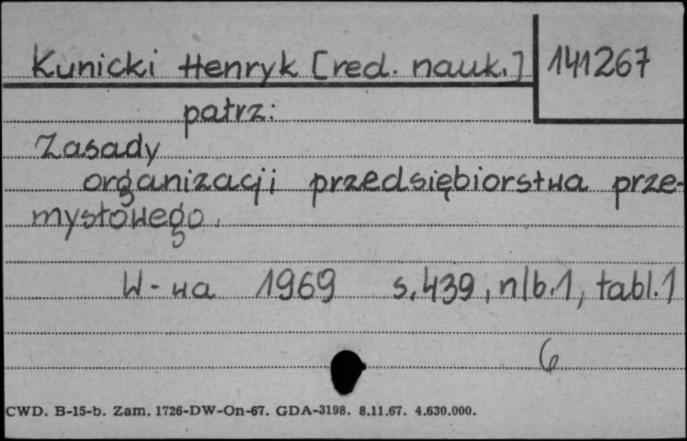 Kunicki Henryk [red. nauk.] 141267
patrz:
Zasady
organizacji przedsiębiorstwa prze-
mysłowego.
W-wa 1969 s. 439, nlb. 1, tabl. 1
6
CWD. B-15-b. Zam. 1726-DW-On-67. GDA-3198. 8.11.67. 4.630.000.